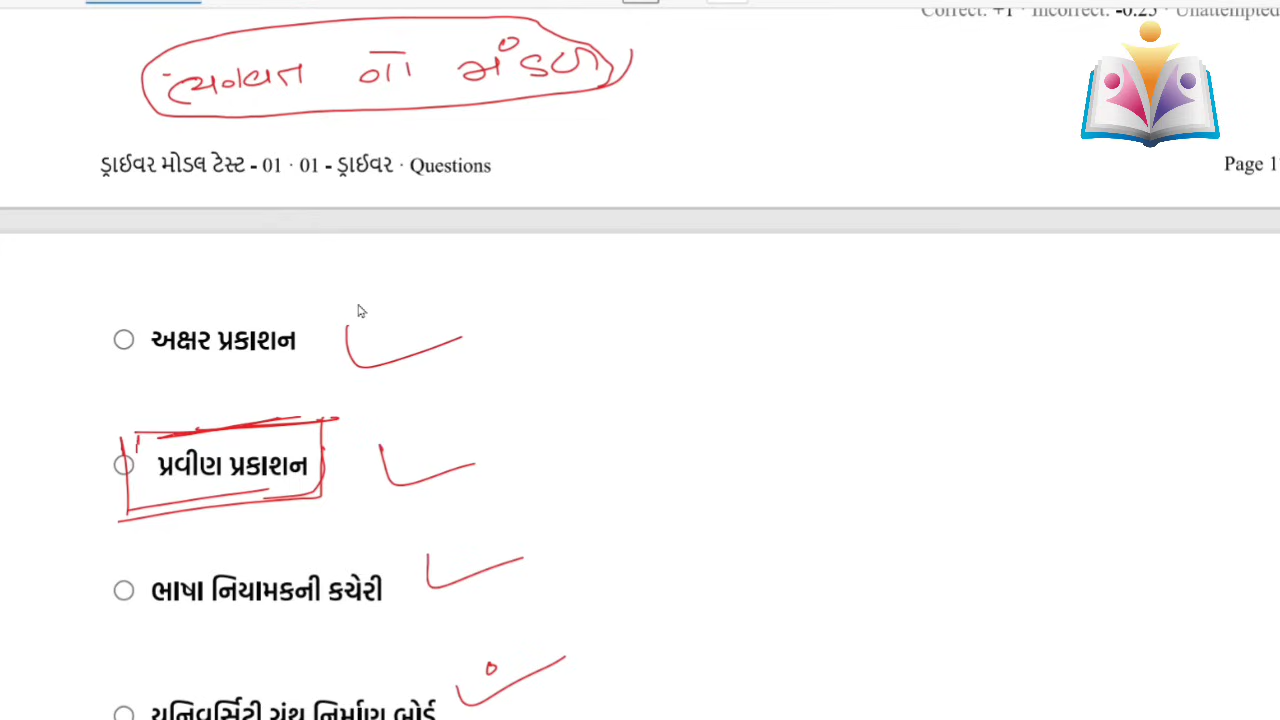 Correct: +1 · Incorrect: -0.25 · Unattempted
ડ્રાઈવર મોડલ ટેસ્ટ - 01 · 01 - ડ્રાઈવર · Questions
Page 1
અક્ષર પ્રકાશન
પ્રવીણ પ્રકાશન
ભાષા નિયામકની કચેરી
યુનિવર્સિટી ગ્રંથ નિર્માણ બોર્ડ